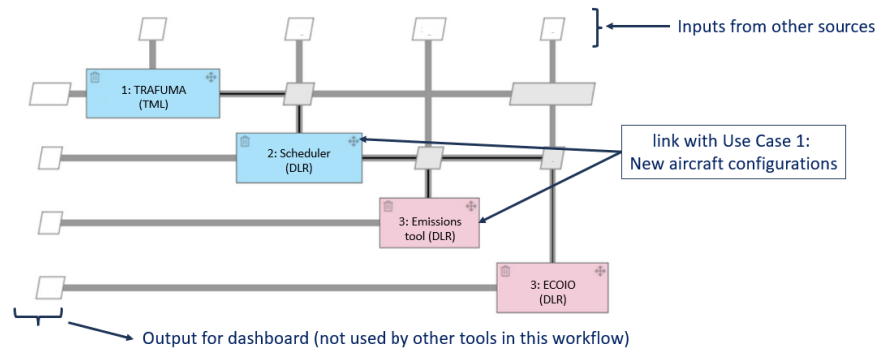 Inputs from other sources
1: TRAFUMA
(TML)
2: Scheduler
(DLR)
link with Use Case 1:
New aircraft configurations
3: Emissions
tool (DLR)
3: ECOIO
(DLR)
Output for dashboard (not used by other tools in this workflow)